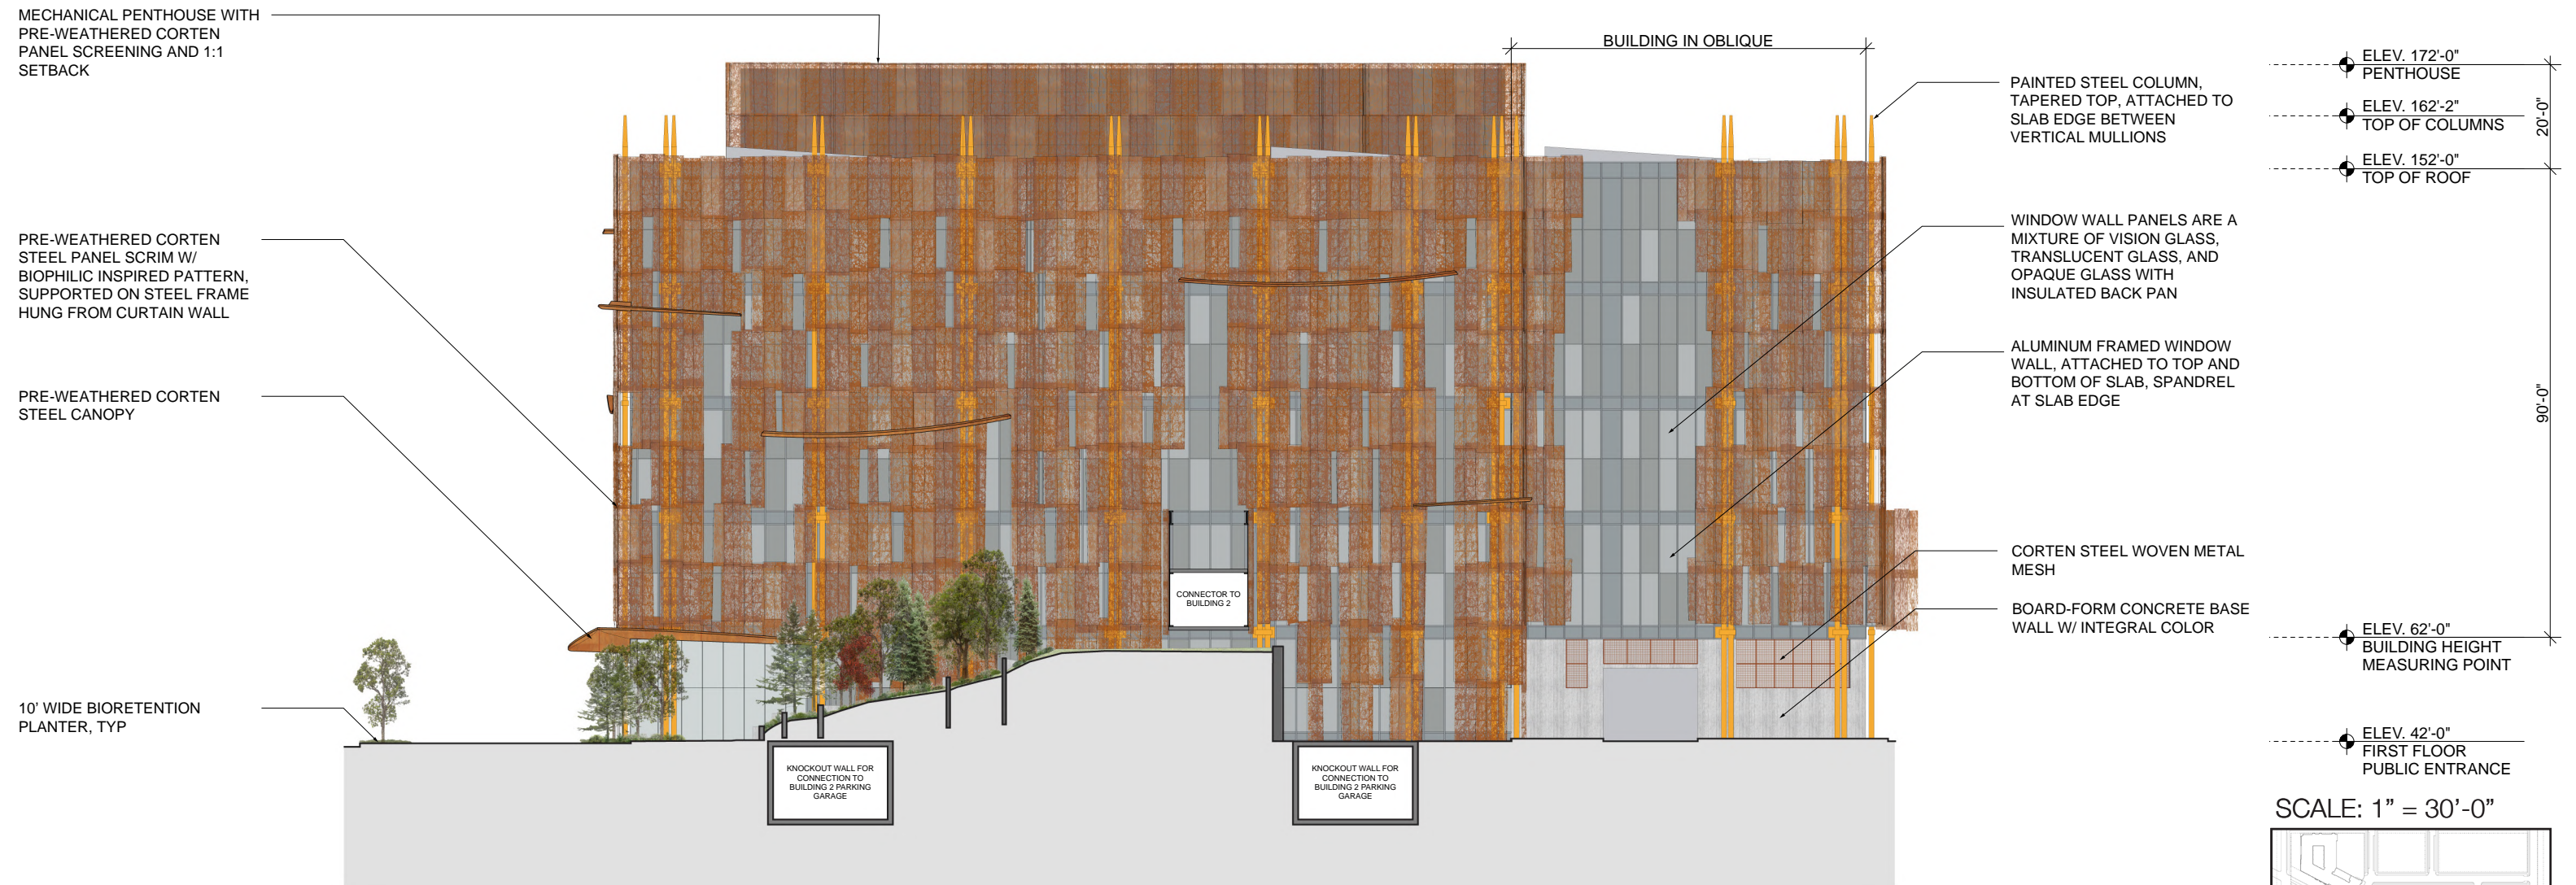 MECHANICAL PENTHOUSE WITH
PRE-WEATHERED CORTEN
PANEL SCREENING AND 1:1
SETBACK
PRE-WEATHERED CORTEN
STEEL PANEL SCRIM W/
BIOPHILIC INSPIRED PATTERN,
SUPPORTED ON STEEL FRAME
HUNG FROM CURTAIN WALL
PRE-WEATHERED CORTEN
STEEL CANOPY
10' WIDE BIORETENTION
PLANTER, TYP
BUILDING IN OBLIQUE
CONNECTOR TO
BUILDING 2
KNOCKOUT WALL FOR
CONNECTION TO
BUILDING 2 PARKING
GARAGE
KNOCKOUT WALL FOR
CONNECTION TO
BUILDING 2 PARKING
GARAGE
PAINTED STEEL COLUMN,
TAPERED TOP, ATTACHED TO
SLAB EDGE BETWEEN
VERTICAL MULLIONS
WINDOW WALL PANELS ARE A
MIXTURE OF VISION GLASS,
TRANSLUCENT GLASS, AND
OPAQUE GLASS WITH
INSULATED BACK PAN
ALUMINUM FRAMED WINDOW
WALL, ATTACHED TO TOP AND
BOTTOM OF SLAB, SPANDREL
AT SLAB EDGE
CORTEN STEEL WOVEN METAL
MESH
BOARD-FORM CONCRETE BASE
WALL W/ INTEGRAL COLOR
ELEV. 172'-0"
PENTHOUSE
ELEV. 162'-2"
TOP OF COLUMNS
ELEV. 152'-0"
TOP OF ROOF
20'-0"
90'-0"
ELEV. 62'-0"
BUILDING HEIGHT
MEASURING POINT
ELEV. 42'-0"
FIRST FLOOR
PUBLIC ENTRANCE
SCALE: 1” = 30’-0”